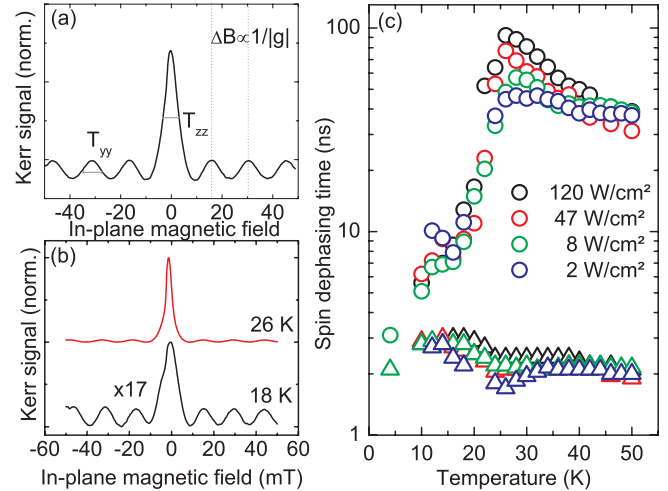 (a)
ΔB∝1/|g|
Kerr signal (norm.)
Tyy
Tzz
-40 -20 0 20 40
In-plane magnetic field
(b)
Kerr signal (norm.)
26 K
x17
18 K
-60 -40 -20 0 20 40 60
In-plane magnetic field (mT)
(c)
Spin dephasing time (ns)
100
10
1
120 W/cm²
47 W/cm²
8 W/cm²
2 W/cm²
0 10 20 30 40 50
Temperature (K)